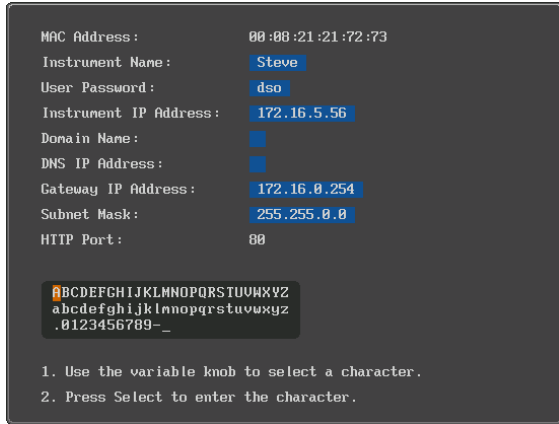 MAC Address: 00:08:21:21:72:73
Instrument Name: Steve
User Password: dso
Instrument IP Address: 172.16.5.56
Domain Name:
DNS IP Address:
Gateway IP Address: 172.16.0.254
Subnet Mask: 255.255.0.0
HTTP Port: 80
ABCDEFGHIJKLMNOPQRSTUVWXYZ
abcdefghijklmnopqrstuvwxyz
.0123456789-_
1. Use the variable knob to select a character.
2. Press Select to enter the character.